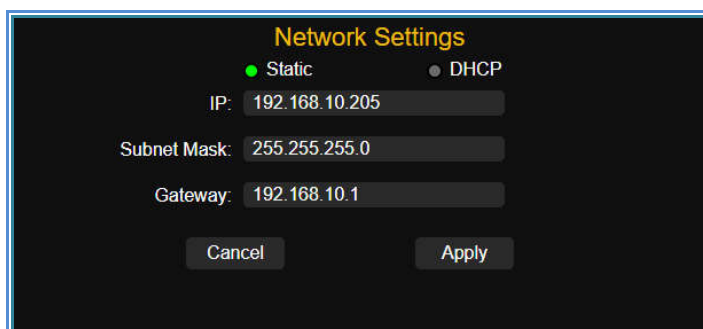 Network Settings
Static DHCP
IP: 192.168.10.205
Subnet Mask: 255.255.255.0
Gateway: 192.168.10.1
Cancel Apply